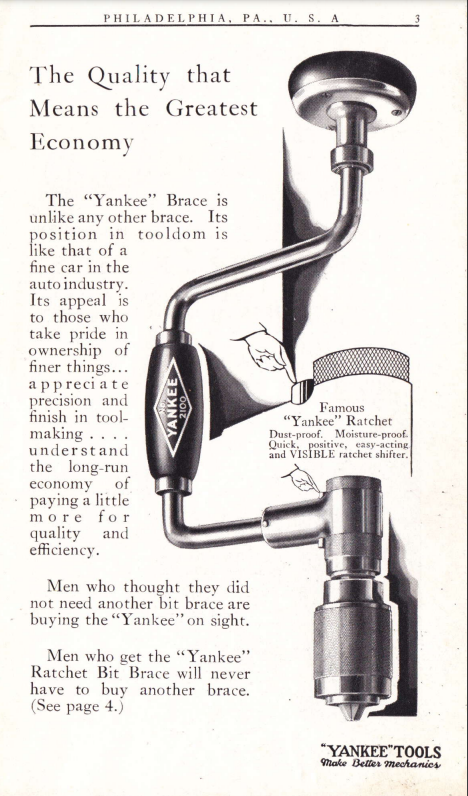 PHILADELPHIA, PA., U. S. A
3
The Quality that
Means the Greatest
Economy
The "Yankee" Brace is
unlike any other brace. Its
position in tooldom is
like that of a
fine car in the
auto industry.
Its appeal is
to those who
take pride in
ownership of
finer things...
appreciate
precision and
finish in tool-
making . . . .
understand
the long-run
economy of
paying a little
more for
quality and
efficiency.
Men who thought they did
not need another bit brace are
buying the "Yankee" on sight.
Men who get the "Yankee"
Ratchet Bit Brace will never
have to buy another brace.
(See page 4.)
YANKEE
2100
Famous
"Yankee" Ratchet
Dust-proof. Moisture-proof.
Quick, positive, easy-acting
and VISIBLE ratchet shifter.
"YANKEE" TOOLS
Make Better Mechanics